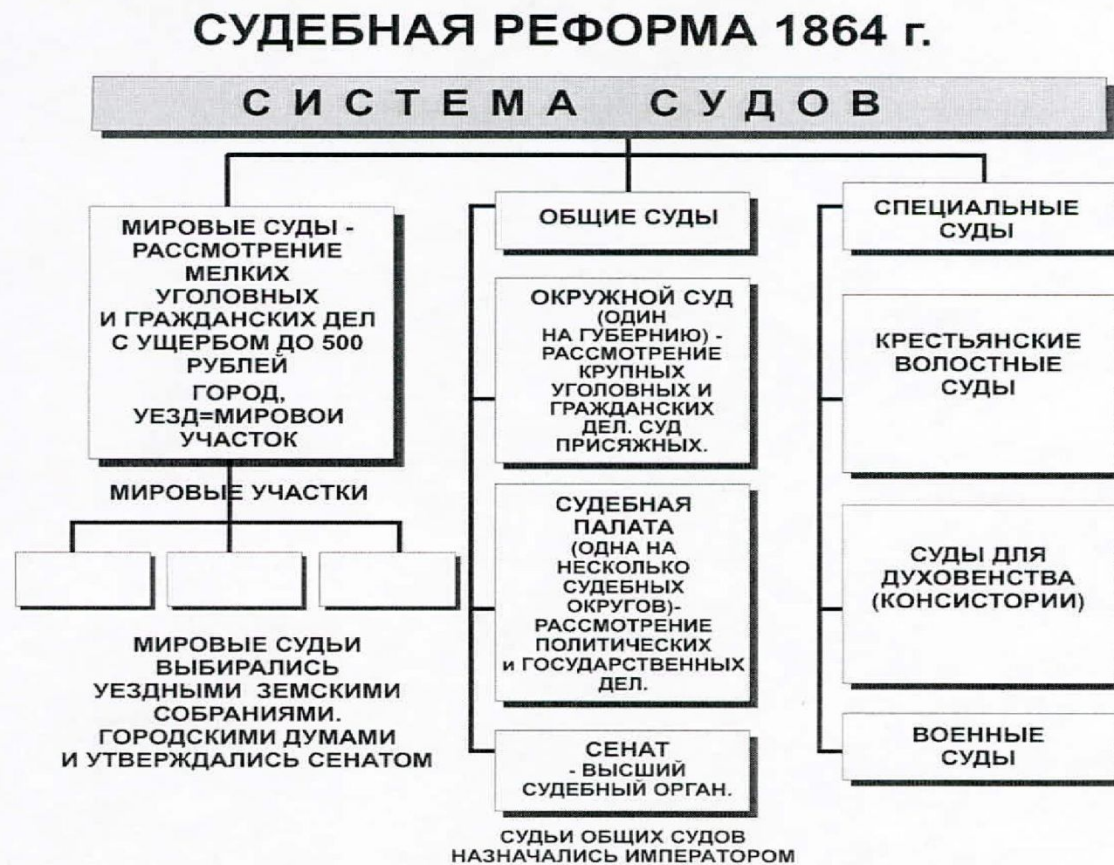 СУДЕБНАЯ РЕФОРМА 1864 г.
СИСТЕМА СУДОВ
МИРОВЫЕ СУДЫ -
РАССМОТРЕНИЕ
МЕЛКИХ
УГОЛОВНЫХ
И ГРАЖДАНСКИХ ДЕЛ
С УЩЕРБОМ ДО 500
РУБЛЕЙ
ГОРОД,
УЕЗД=МИРОВОИ
УЧАСТОК
МИРОВЫЕ УЧАСТКИ
МИРОВЫЕ СУДЬИ
ВЫБИРАЛИСЬ
УЕЗДНЫМИ ЗЕМСКИМИ
СОБРАНИЯМИ.
ГОРОДСКИМИ ДУМАМИ
И УТВЕРЖДАЛИСЬ СЕНАТОМ
ОБЩИЕ СУДЫ
ОКРУЖНОЙ СУД
(ОДИН
НА ГУБЕРНИЮ) -
РАССМОТРЕНИЕ
КРУПНЫХ
УГОЛОВНЫХ И
ГРАЖДАНСКИХ
ДЕЛ. СУД
ПРИСЯЖНЫХ.
СУДЕБНАЯ
ПАЛАТА
(ОДНА НА
НЕСКОЛЬКО
СУДЕБНЫХ
ОКРУГОВ)-
РАССМОТРЕНИЕ
ПОЛИТИЧЕСКИХ
И ГОСУДАРСТВЕННЫХ
ДЕЛ.
СЕНАТ
- ВЫСШИЙ
СУДЕБНЫЙ ОРГАН.
СУДЬИ ОБЩИХ СУДОВ
НАЗНАЧАЛИСЬ ИМПЕРАТОРОМ
СПЕЦИАЛЬНЫЕ
СУДЫ
КРЕСТЬЯНСКИЕ
ВОЛОСТНЫЕ
СУДЫ
СУДЫ ДЛЯ
ДУХОВЕНСТВА
(КОНСИСТОРИИ)
ВОЕННЫЕ
СУДЫ